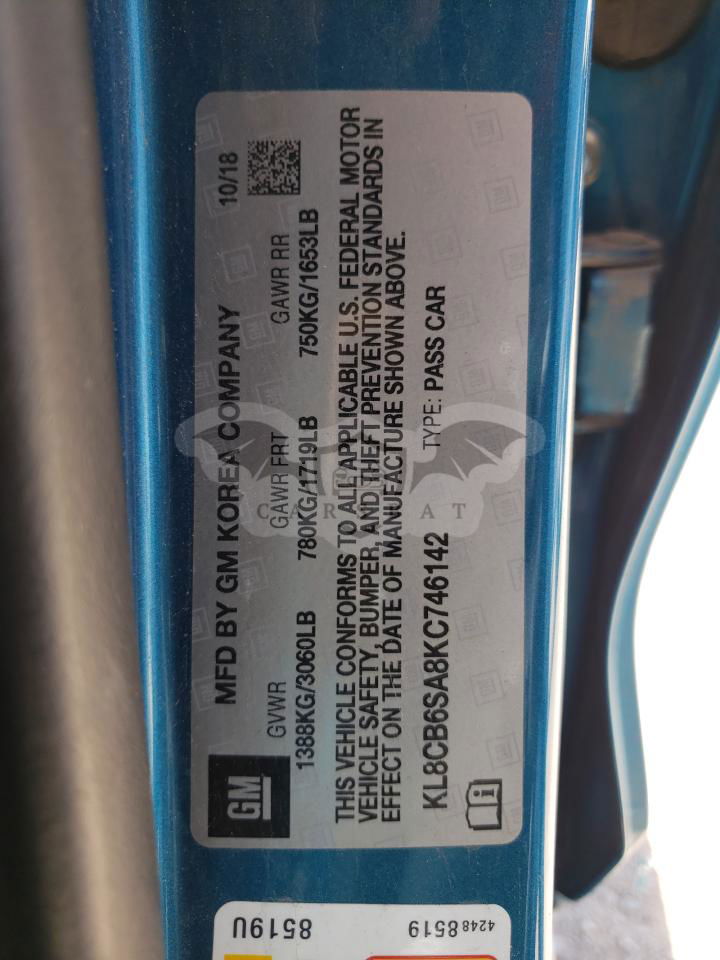 MFD BY GM KOREA COMPANY 10/18
GVWR GAWR FRT GAWR RR
1388KG/3060LB 780KG/1719LB 750KG/1653LB
THIS VEHICLE CONFORMS TO ALL APPLICABLE U.S. FEDERAL MOTOR
VEHICLE SAFETY, BUMPER, AND THEFT PREVENTION STANDARDS IN
EFFECT ON THE DATE OF MANUFACTURE SHOWN ABOVE.
KL8CB6SA8KC746142 TYPE: PASS CAR
GM
CARSBAT
42488519
8519U